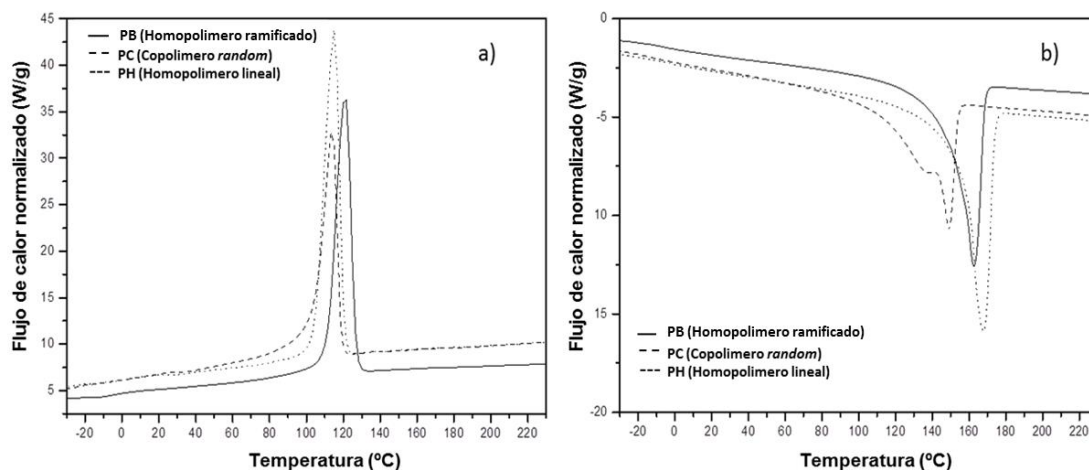 45
40
35
30
25
20
15
10
5
Flujo de calor normalizado (W/g)
PB (Homopolimero ramificado)
PC (Copolimero random)
PH (Homopolimero lineal)
a)
-20 0 20 40 60 80 100 120 140 160 180 200 220
Temperatura (ºC)
0
-5
10
15
-20
Flujo de calor normalizado (W/g)
b)
PB (Homopolimero ramificado)
PC (Copolimero random)
PH (Homopolimero lineal)
-20 0 20 40 60 80 100 120 140 160 180 200 220
Temperatura (ºC)